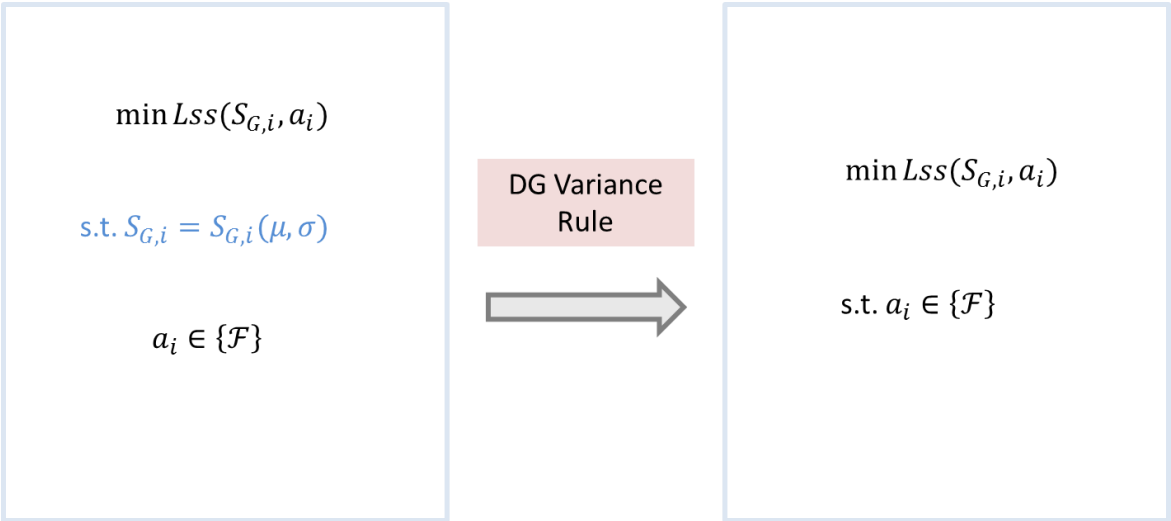 min Lss(S_{G,i}, a_i)
s.t. S_{G,i} = S_{G,i}(μ, σ)
a_i ∈ {ℱ}
DG Variance
Rule
min Lss(S_{G,i}, a_i)
s.t. a_i ∈ {ℱ}